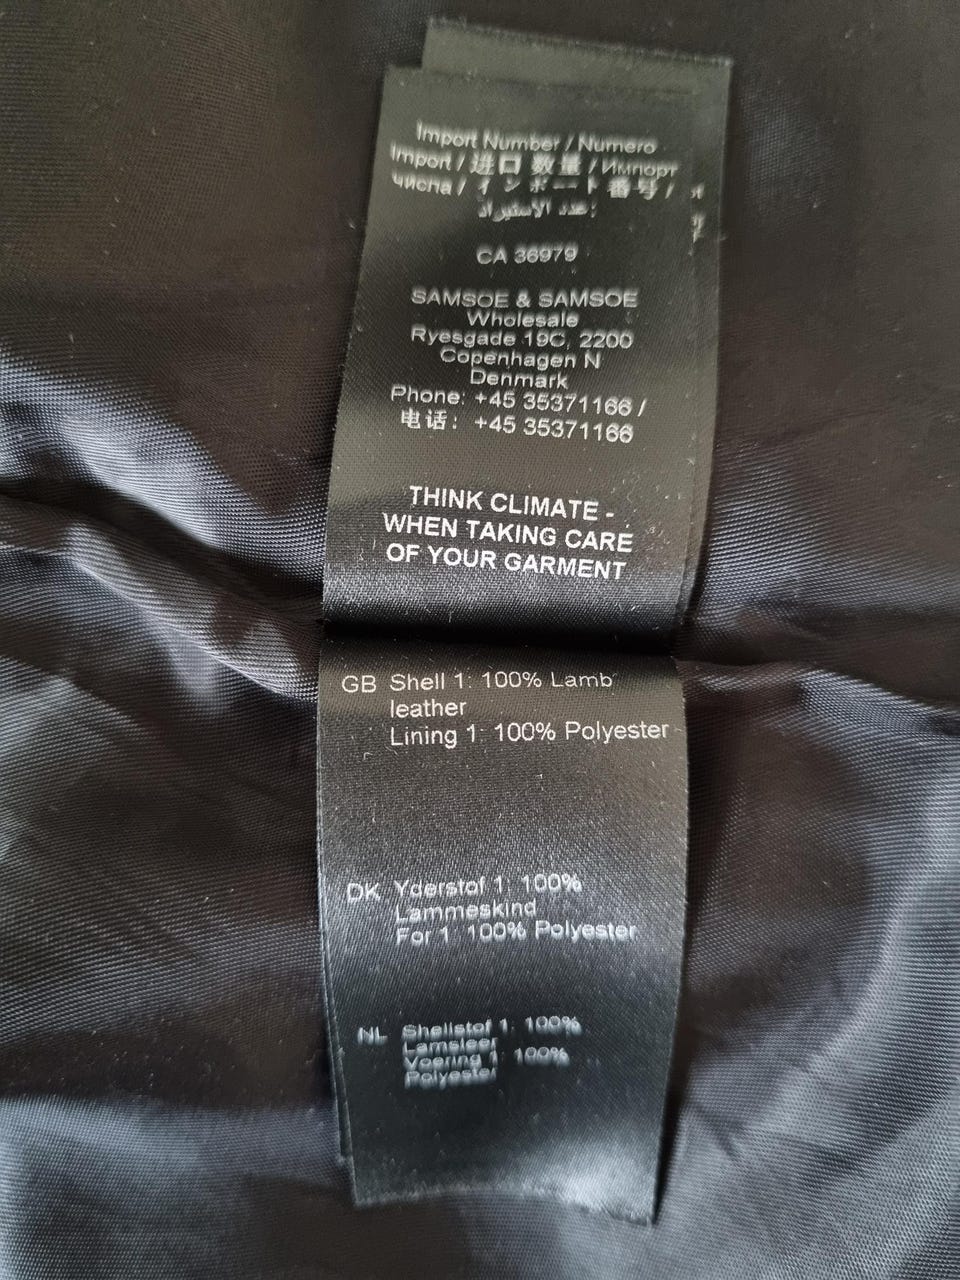 Import Number / Numero
Import / 进口 数量 / Импорт
числа / インポート番号 /
عدد الاستيراد:
CA 36979
SAMSOE & SAMSOE
Wholesale
Ryesgade 19C, 2200
Copenhagen N
Denmark
Phone: +45 35371166 /
电话: +45 35371166
THINK CLIMATE -
WHEN TAKING CARE
OF YOUR GARMENT
GB Shell 1: 100% Lamb
leather
Lining 1: 100% Polyester
DK Yderstof 1: 100%
Lammeskind
For 1: 100% Polyester
NL Shellstof 1: 100%
Lamsleer
Voering 1: 100%
Polyester